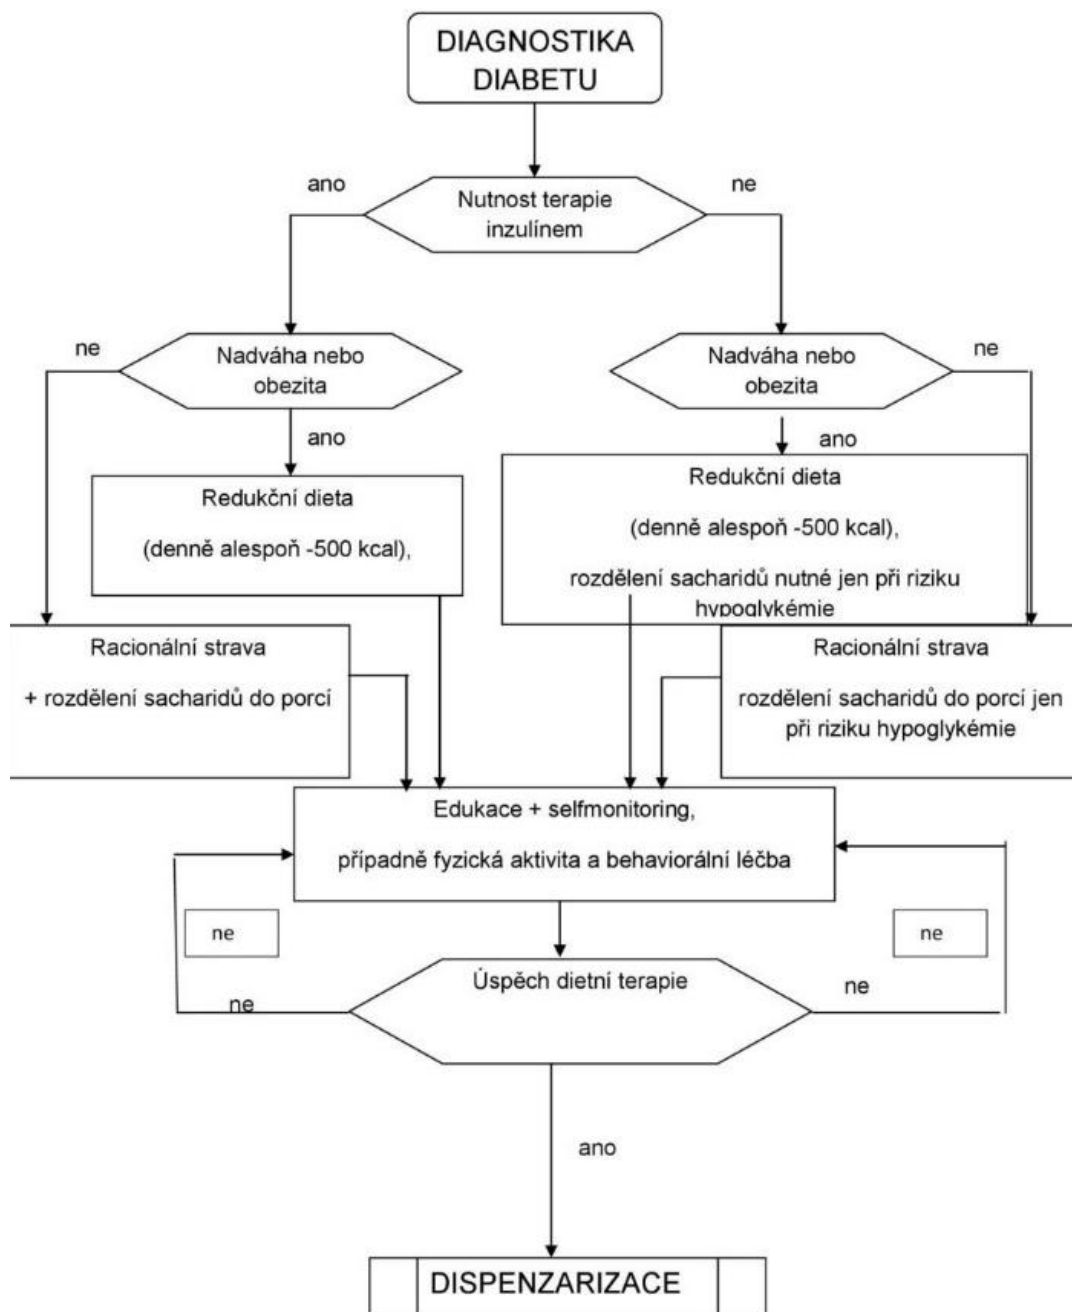 DIAGNOSTIKA
DIABETU
ano
ne
Nutnost terapie
inzulínem
ne
Nadváha nebo
obezita
Nadváha nebo
obezita
ne
ano
ano
Redukční dieta
(denně alespoň -500 kcal),
Redukční dieta
(denně alespoň -500 kcal),
rozdělení sacharidů nutné jen při riziku
hypoglykémie
Racionální strava
+ rozdělení sacharidů do porcí
Racionální strava
rozdělení sacharidů do porcí jen
při riziku hypoglykémie
Edukace + selfmonitoring,
případně fyzická aktivita a behaviorální léčba
ne
ne
Úspěch dietní terapie
ne
ne
ano
DISPENZARIZACE